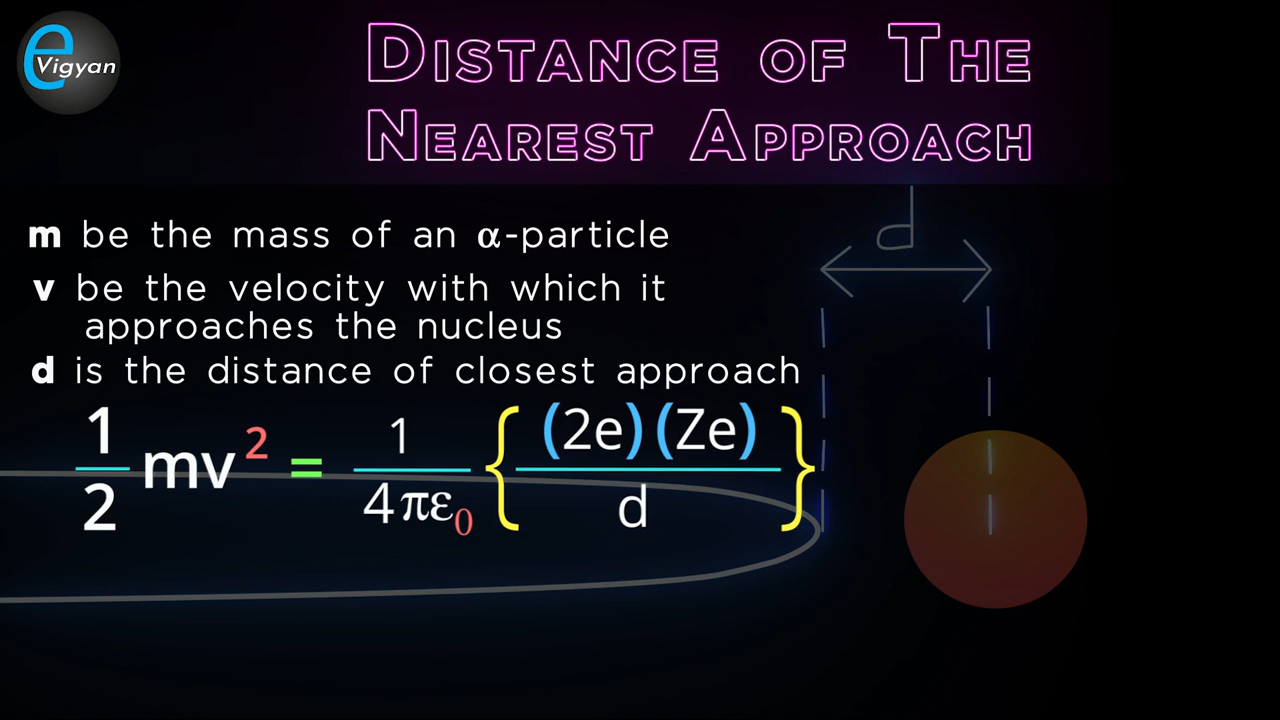 e Vigyan
DISTANCE OF THE
NEAREST APPROACH
d
m be the mass of an α-particle
v be the velocity with which it
approaches the nucleus
d is the distance of closest approach
1/2 mv² = 1/4πε₀ {(2e)(Ze)/d}